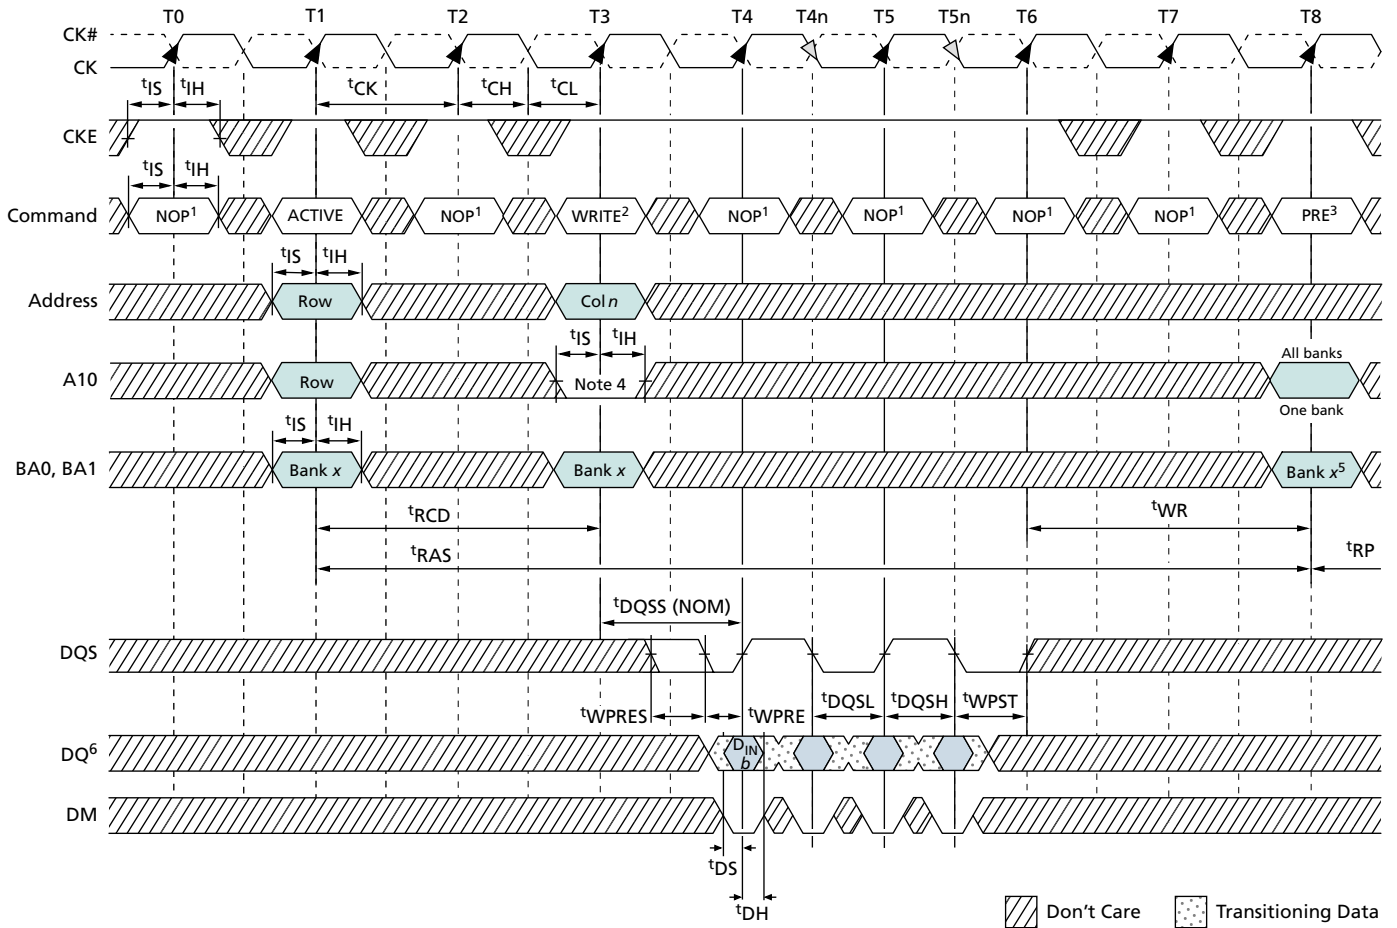 T0 T1 T2 T3 T4 T4n T5 T5n T6 T7 T8
CK#
CK
tIS tIH tCK tCH tCL
CKE
tIS tIH
Command NOP1 ACTIVE NOP1 WRITE2 NOP1 NOP1 NOP1 NOP1 PRE3
tIS tIH
Address Row Col n
tIS tIH
All banks
A10 Row Note 4
One bank
tIS tIH
BA0, BA1 Bank x Bank x Bank x5
tRCD tWR
tRAS tRP
tDQSS (NOM)
DQS
tWPRES tWPRE tDQSL tDQSH tWPST
DQ6 DIN
b
DM
tDS
tDH
Don't Care Transitioning Data